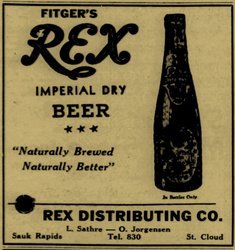 FITGER'S
REX
IMPERIAL DRY
BEER
"Naturally Brewed
Naturally Better"
In Bottles Only
REX DISTRIBUTING CO.
L. Sathre — O. Jorgensen
Sauk Rapids Tel. 830 St. Cloud